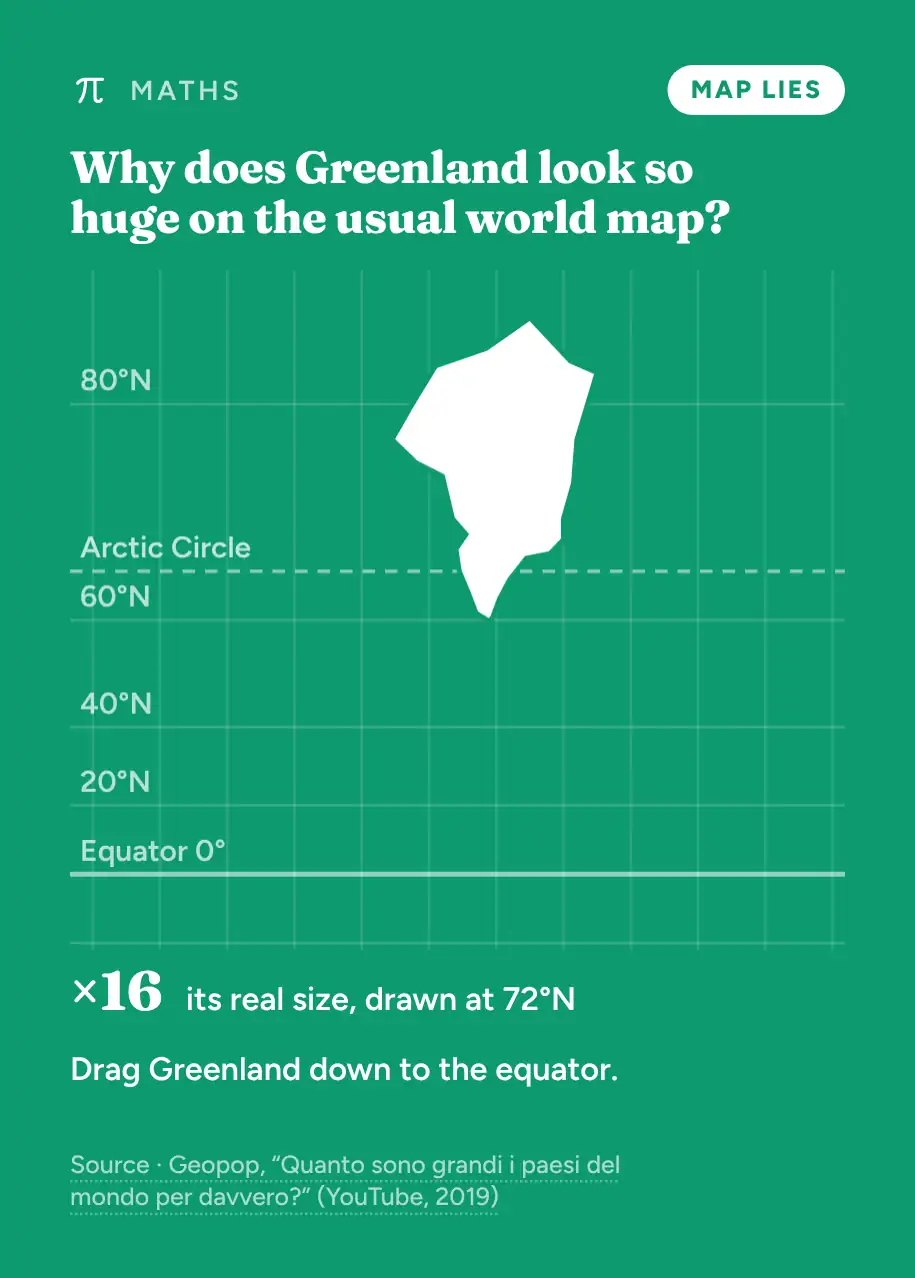 π MATHS
MAP LIES
Why does Greenland look so
huge on the usual world map?
80°N
Arctic Circle
60°N
40°N
20°N
Equator 0°
×16 its real size, drawn at 72°N
Drag Greenland down to the equator.
Source · Geopop, “Quanto sono grandi i paesi del
mondo per davvero?” (YouTube, 2019)